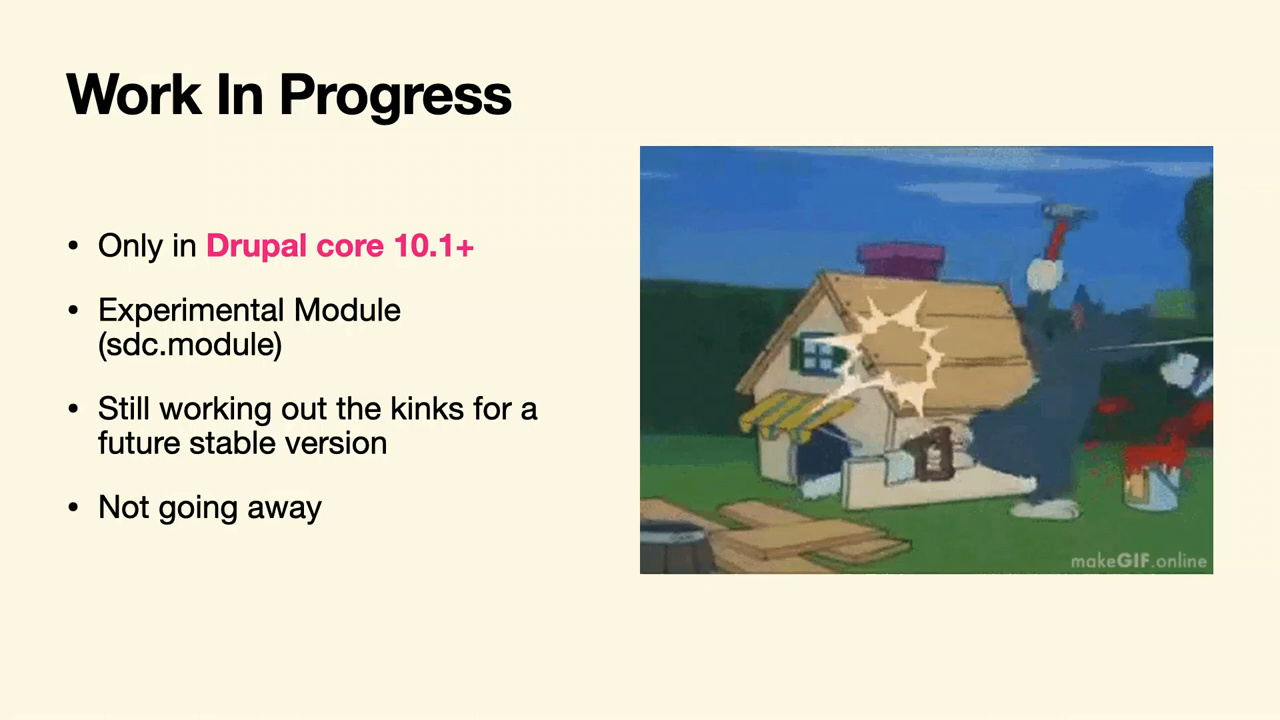 Work In Progress
• Only in Drupal core 10.1+
• Experimental Module
(sdc.module)
• Still working out the kinks for a
future stable version
• Not going away
makeGIF.online